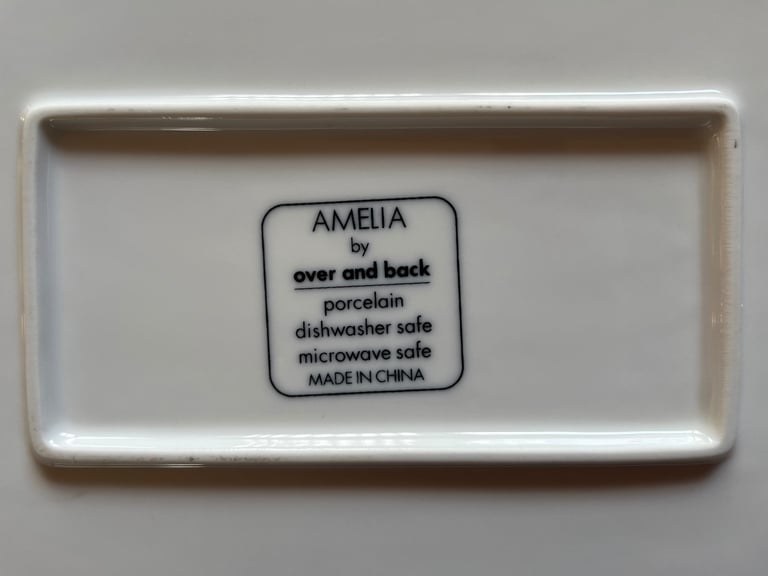 AMELIA
by
over and back
porcelain
dishwasher safe
microwave safe
MADE IN CHINA